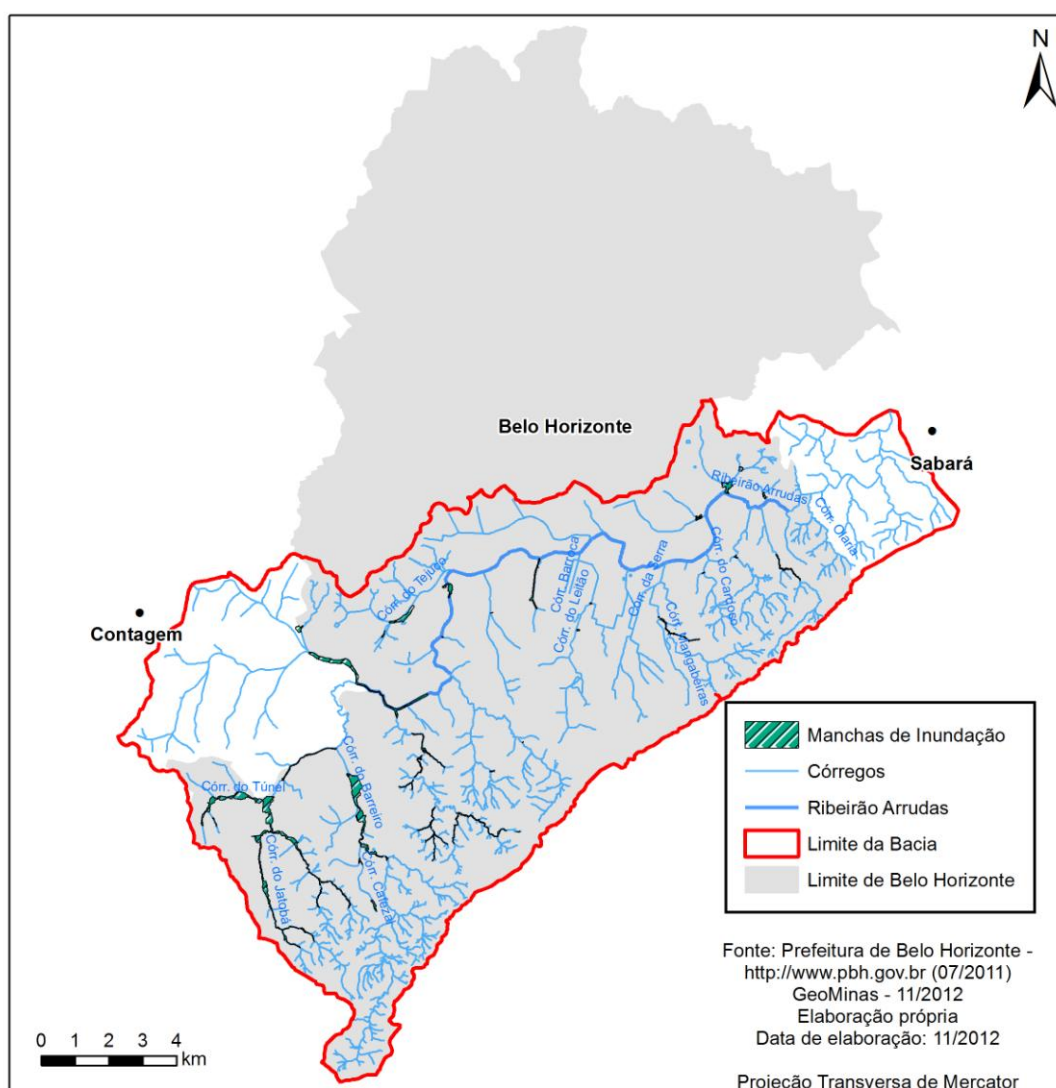 N
Belo Horizonte
Sabará
Ribeirão Arrudas
Córr. Olaria
Córr. do Tejuca
Córr. Barroca
Córr. do Leitão
Córr. da Serra
Córr. do Cardoso
Córr. Mangabeiras
Contagem
Córr. do Túnel
Córr. do Barreiro
Córr. do Jatobá
Córr. Cafezal
Manchas de Inundação
Córregos
Ribeirão Arrudas
Limite da Bacia
Limite de Belo Horizonte
Fonte: Prefeitura de Belo Horizonte -
http://www.pbh.gov.br (07/2011)
GeoMinas - 11/2012
Elaboração própria
Data de elaboração: 11/2012
Projeção Transversa de Mercator
0 1 2 3 4
km